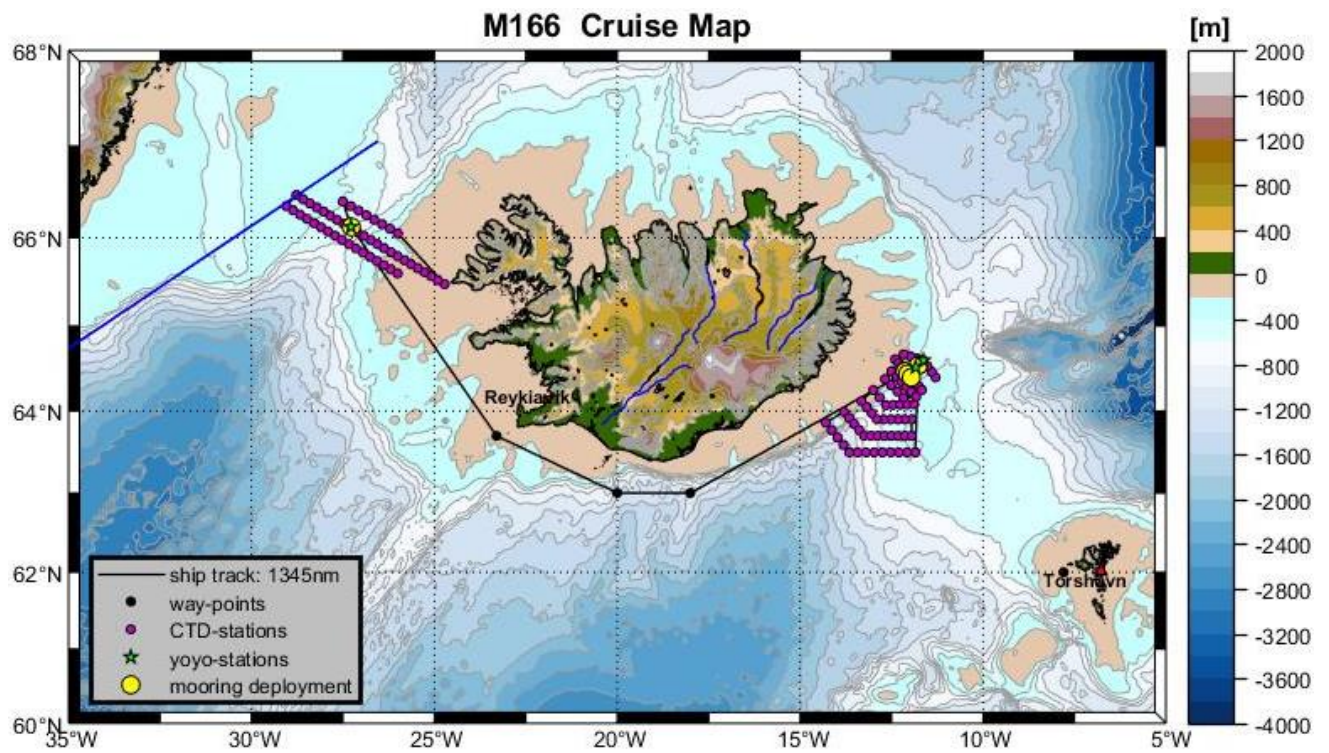 M166 Cruise Map
[m]
68°N
66°N
64°N
62°N
60°N
35°W
30°W
25°W
20°W
15°W
10°W
5°W
Reykjavik
Torshavn
ship track: 1345nm
way-points
CTD-stations
yoyo-stations
mooring deployment
2000
1600
1200
800
400
0
-400
-800
-1200
-1600
-2000
-2400
-2800
-3200
-3600
-4000